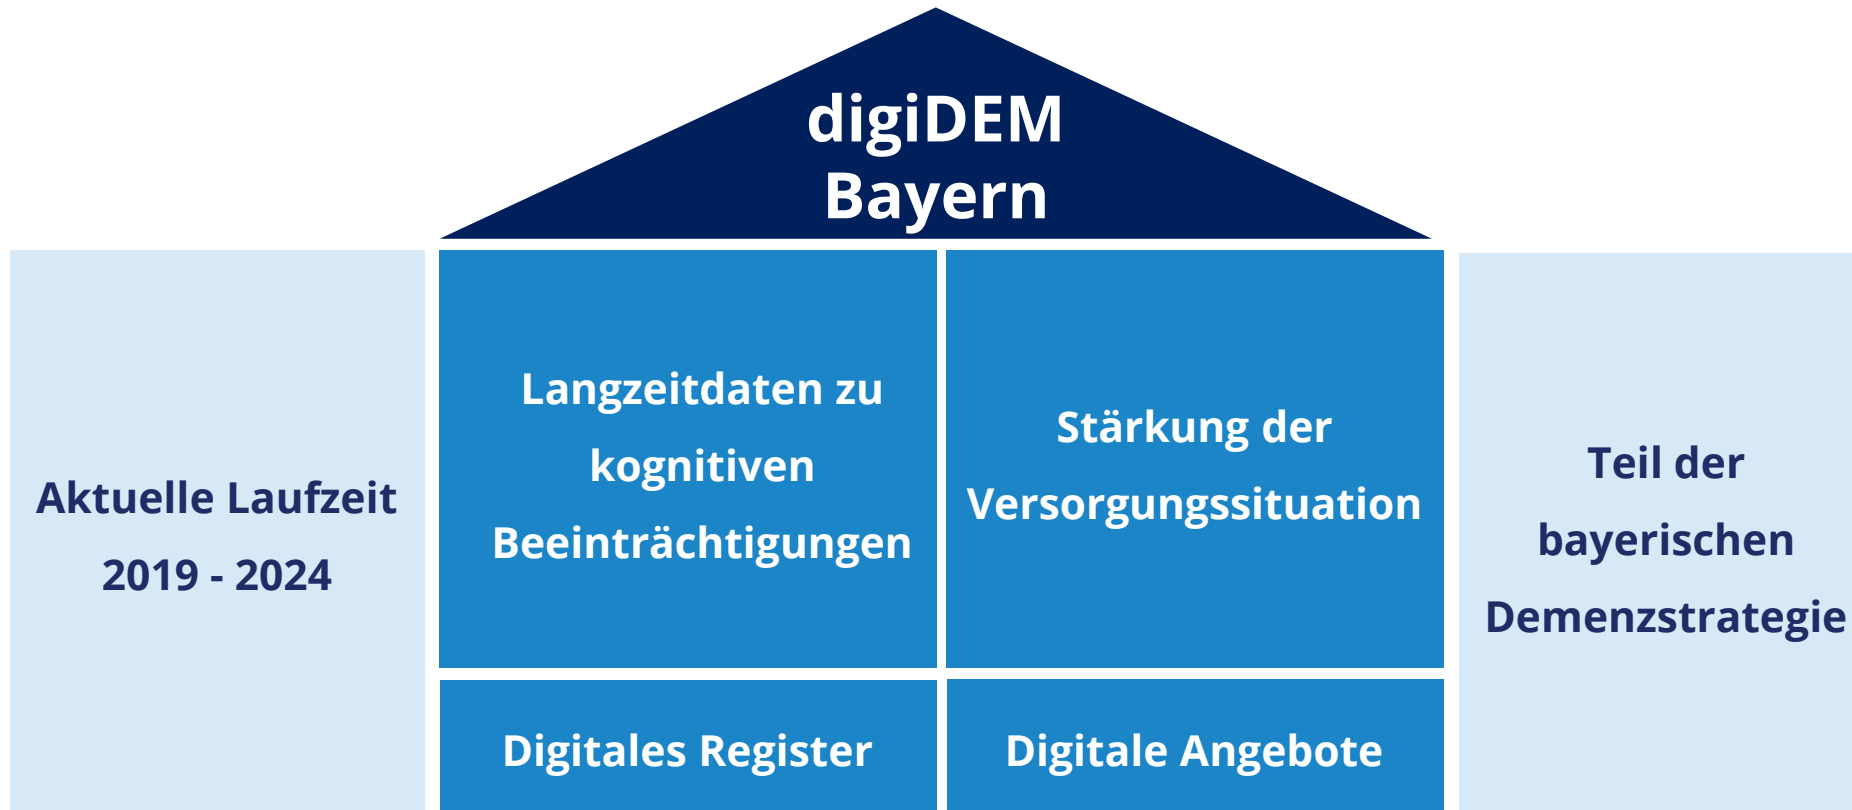 digiDEM
Bayern
Aktuelle Laufzeit
2019 - 2024
Langzeitdaten zu
kognitiven
Beeinträchtigungen
Stärkung der
Versorgungssituation
Teil der
bayerischen
Demenzstrategie
Digitales Register
Digitale Angebote